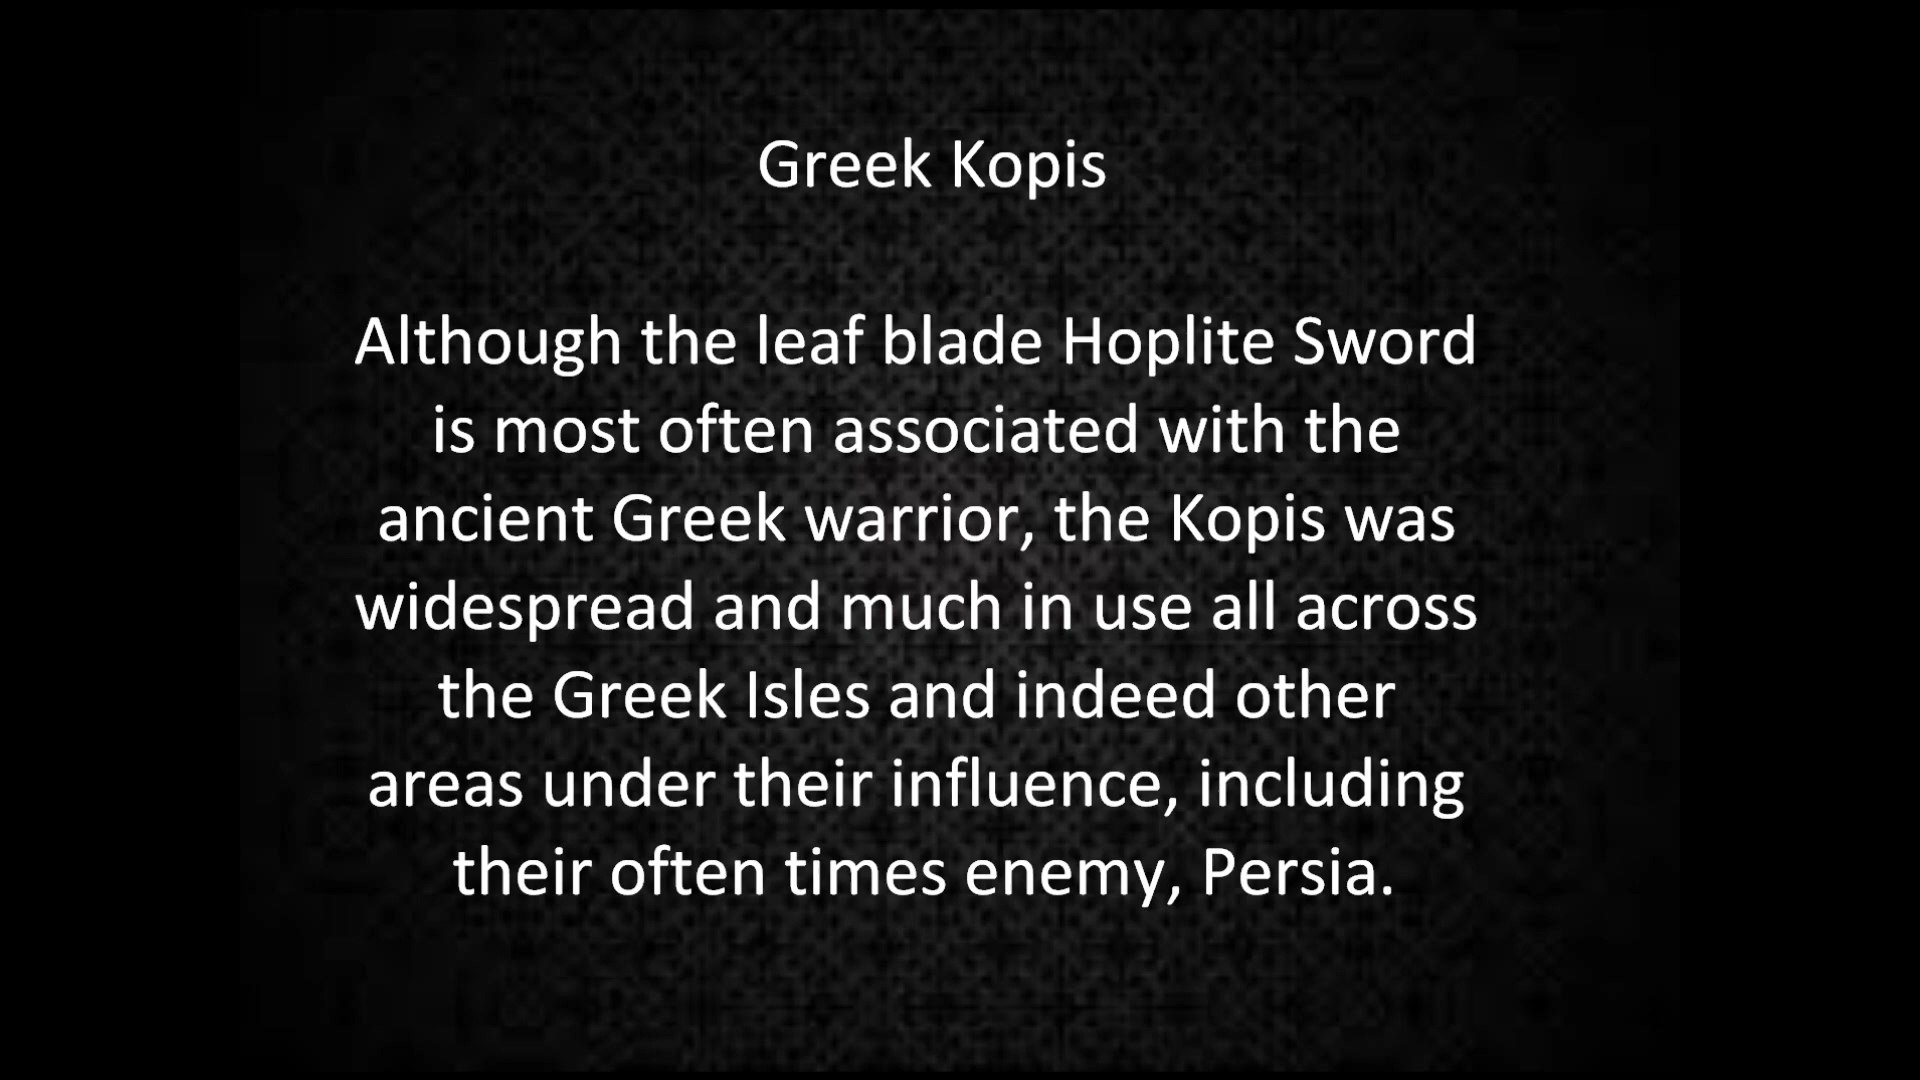 Greek Kopis
Although the leaf blade Hoplite Sword
is most often associated with the
ancient Greek warrior, the Kopis was
widespread and much in use all across
the Greek Isles and indeed other
areas under their influence, including
their often times enemy, Persia.